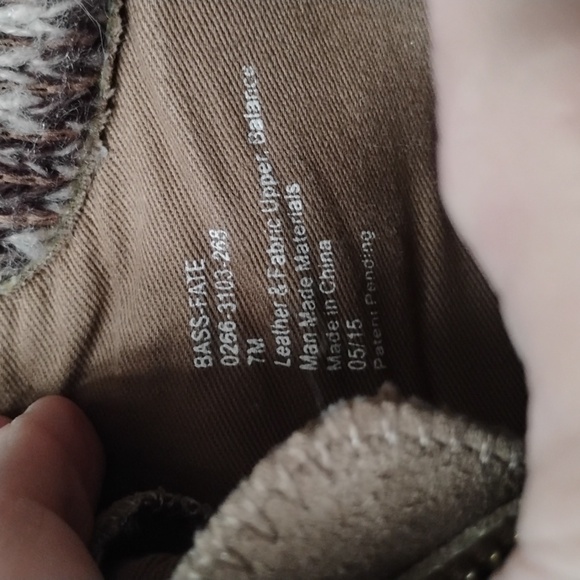 BASS-FATE
0266-3103-268
7M
Leather & Fabric Upper-Balance
Man Made Materials
Made in China
05/15
Patent Pending